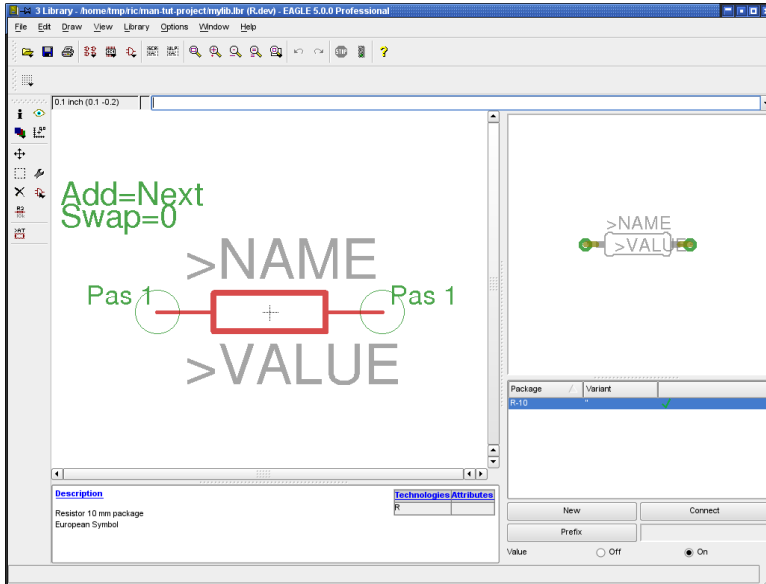 3 Library - /home/tmp/ric/man-tut-project/mylib.lbr (R.dev) - EAGLE 5.0.0 Professional
File Edit Draw View Library Options Window Help
0.1 inch (0.1 -0.2)
Add=Next
Swap=0
>NAME
Pas 1
Pas 1
>VALUE
>NAME
>VALUE
Package / Variant
R-10 ''
Description
Resistor 10 mm package
European Symbol
Technologies Attributes
R
New Connect
Prefix
Value Off On